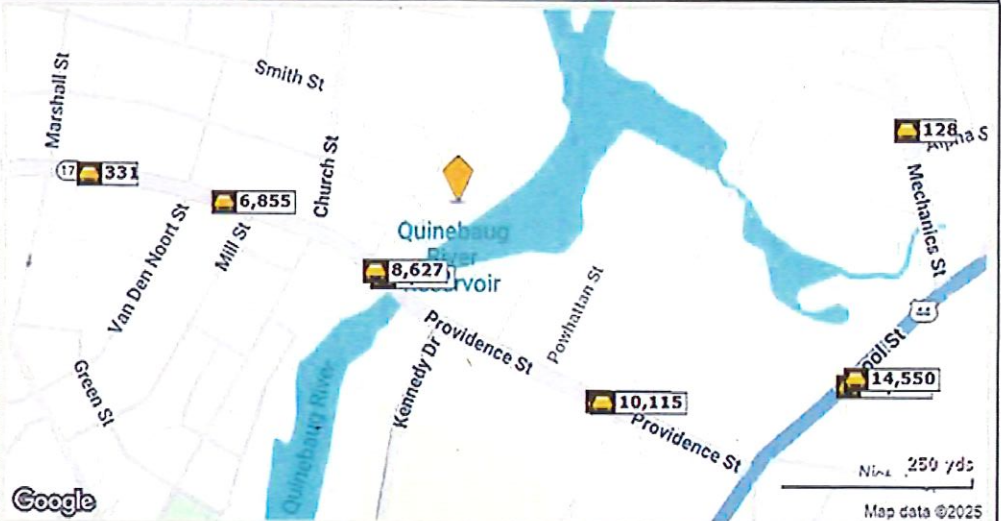 Marshall St
Smith St
Church St
17
331
6,855
Van Den Noort St
Mill St
Green St
Quinebaug
River
Reservoir
8,627
Quinebaug River
Kennedy Dr
Providence St
Powhattan St
10,115
Providence St
128
Alpha S
Mechanics St
44
14,550
250 yds
Google
Map data ©2025